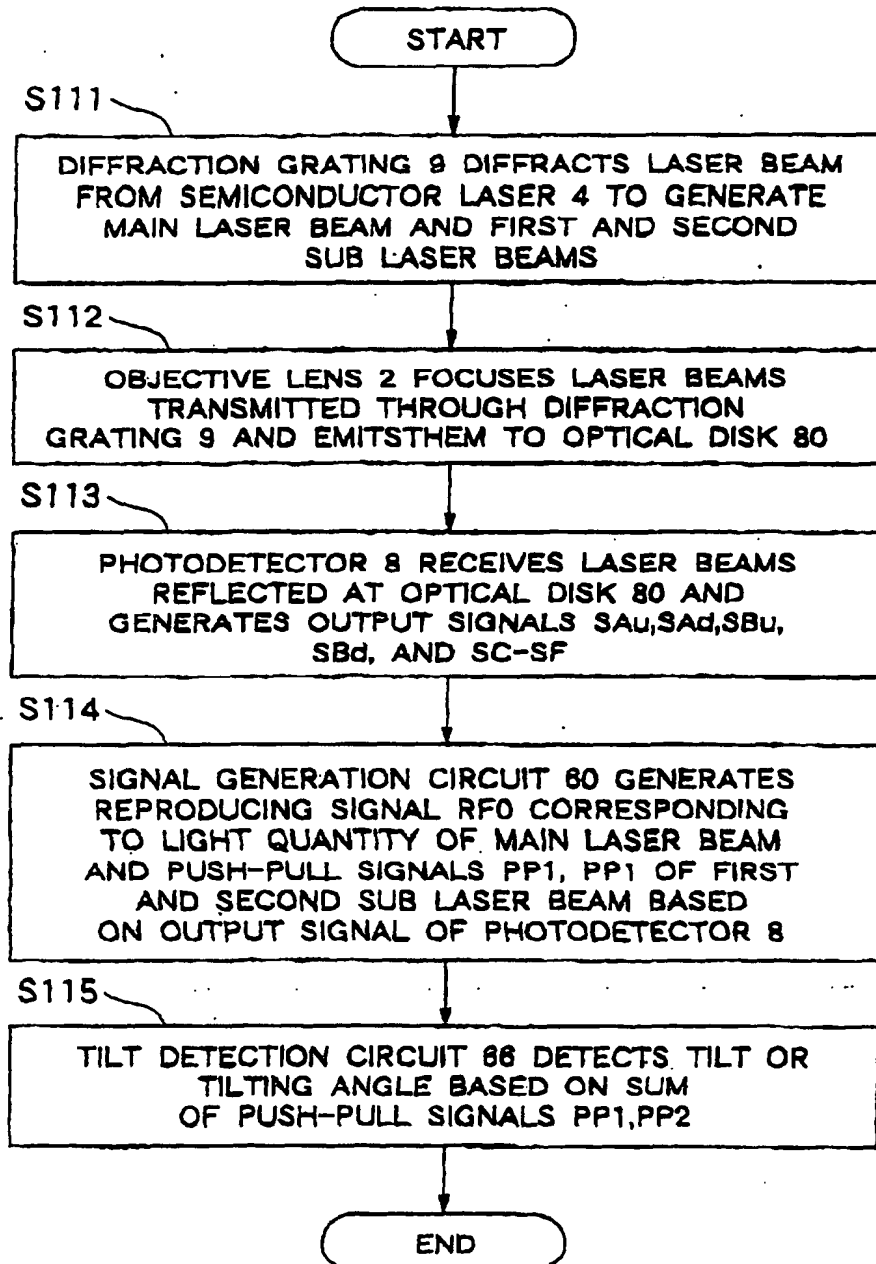 START
S111
DIFFRACTION GRATING 9 DIFFRACTS LASER BEAM
FROM SEMICONDUCTOR LASER 4 TO GENERATE
MAIN LASER BEAM AND FIRST AND SECOND
SUB LASER BEAMS
S112
OBJECTIVE LENS 2 FOCUSES LASER BEAMS
TRANSMITTED THROUGH DIFFRACTION
GRATING 9 AND EMITSTHEM TO OPTICAL DISK 80
S113
PHOTODETECTOR 8 RECEIVES LASER BEAMS
REFLECTED AT OPTICAL DISK 80 AND
GENERATES OUTPUT SIGNALS SAu,SAd,SBu,
SBd, AND SC-SF
S114
SIGNAL GENERATION CIRCUIT 60 GENERATES
REPRODUCING SIGNAL RF0 CORRESPONDING
TO LIGHT QUANTITY OF MAIN LASER BEAM
AND PUSH-PULL SIGNALS PP1, PP1 OF FIRST
AND SECOND SUB LASER BEAM BASED
ON OUTPUT SIGNAL OF PHOTODETECTOR 8
S115
TILT DETECTION CIRCUIT 66 DETECTS TILT OR
TILTING ANGLE BASED ON SUM
OF PUSH-PULL SIGNALS PP1,PP2
END